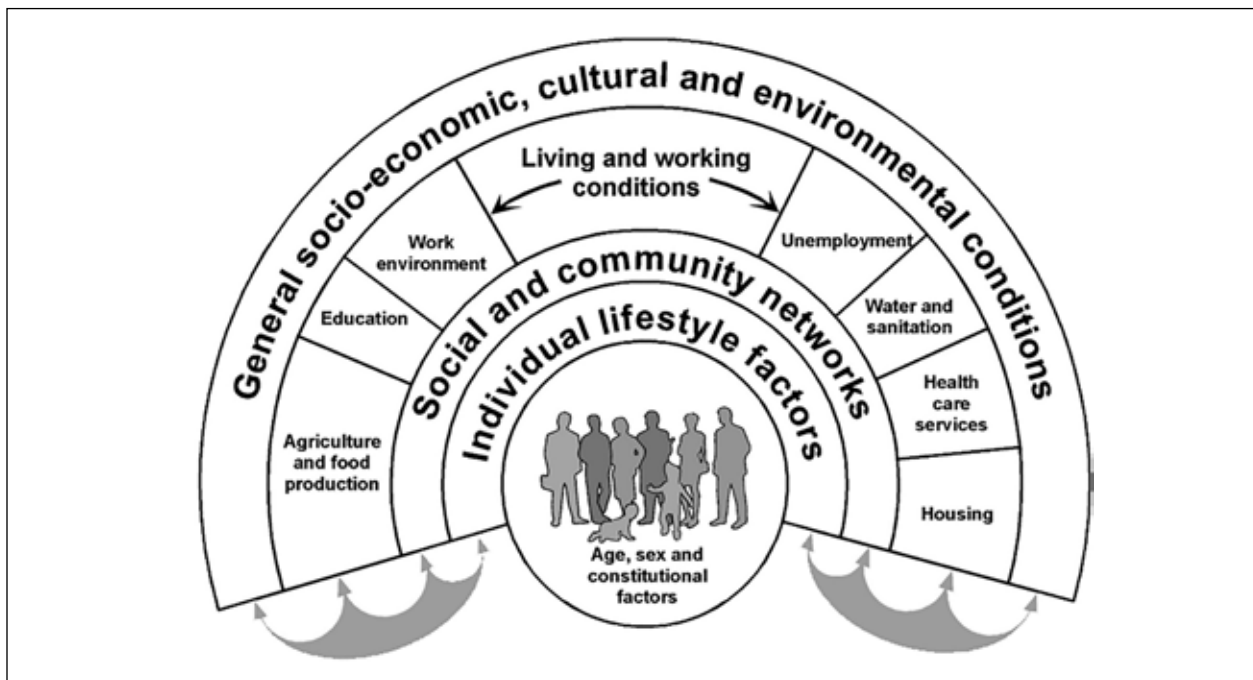 General socio-economic, cultural and environmental conditions
Living and working
conditions
Work
environment
Unemployment
Education
Water and
sanitation
Social and community networks
Individual lifestyle factors
Agriculture
and food
production
Health
care
services
Housing
Age, sex and
constitutional
factors